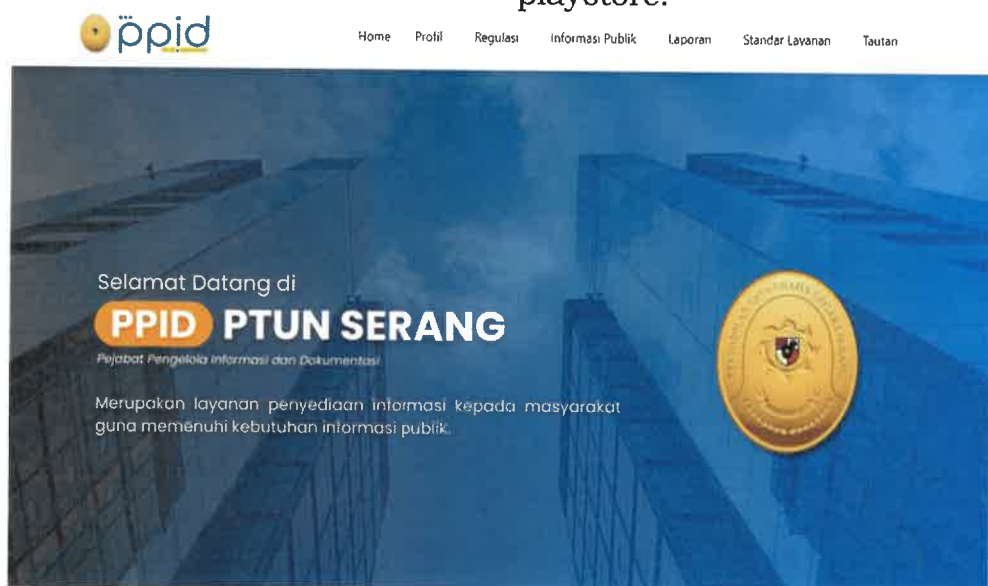 playstore.
ppid
Home Profil Regulasi Informasi Publik Laporan Standar Layanan Tautan
Selamat Datang di
PPID PTUN SERANG
Pejabat Pengelola Informasi dan Dokumentasi
Merupakan layanan penyediaan informasi kepada masyarakat
guna memenuhi kebutuhan informasi publik.